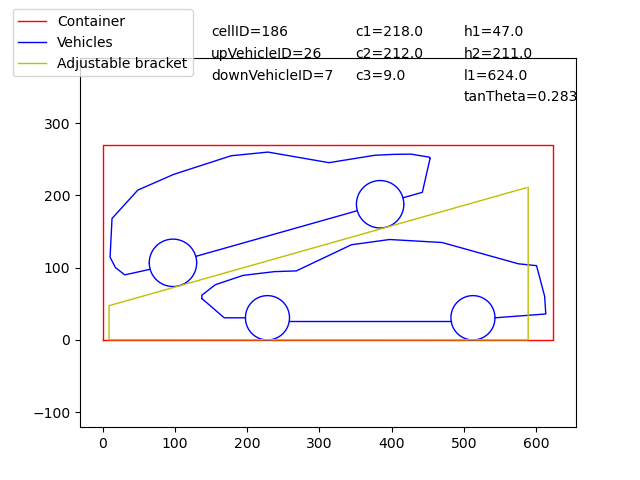 Container
Vehicles
Adjustable bracket
cellID=186 c1=218.0 h1=47.0
upVehicleID=26 c2=212.0 h2=211.0
downVehicleID=7 c3=9.0 l1=624.0
tanTheta=0.283
300
200
100
0
−100
0 100 200 300 400 500 600